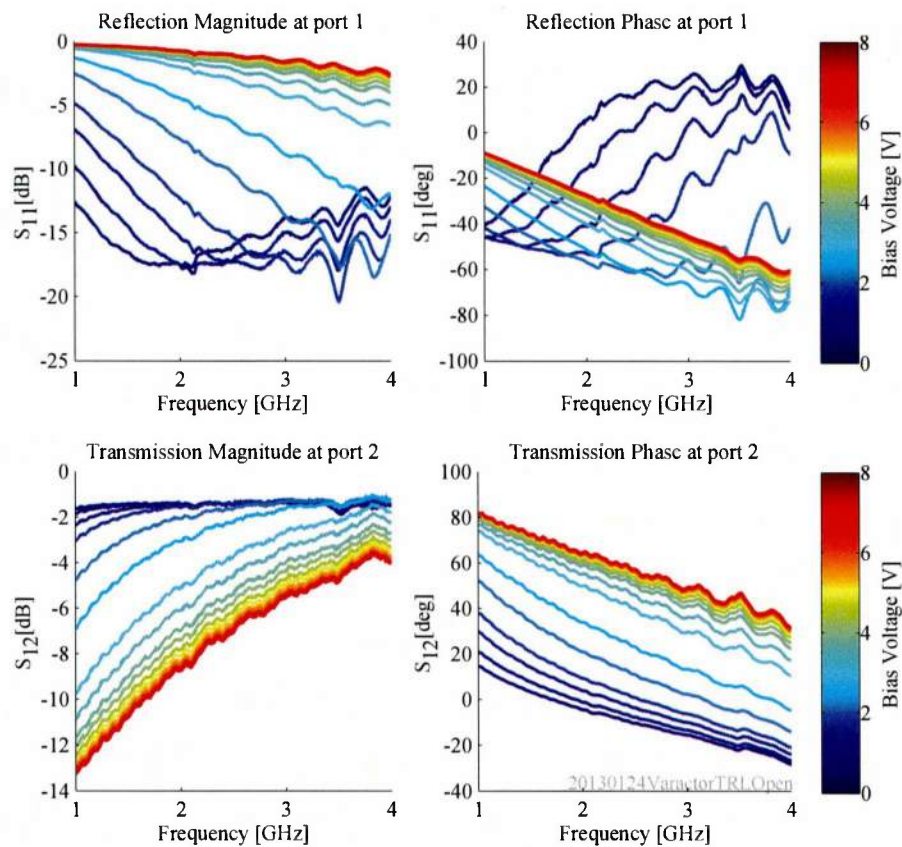 Reflection Magnitude at port 1
0
-5
-10
-15
-20
-25
S11[dB]
1 2 3 4
Frequency [GHz]
Reflection Phase at port 1
40
20
0
-20
-40
-60
-80
-100
S11[deg]
1 2 3 4
Frequency [GHz]
8
6
4
2
0
Bias Voltage [V]
Transmission Magnitude at port 2
0
-2
-4
-6
-8
-10
-12
-14
S12[dB]
1 2 3 4
Frequency [GHz]
Transmission Phase at port 2
100
80
60
40
20
0
-20
-40
S12[deg]
20130124VaractorTRLOpen
1 2 3 4
Frequency [GHz]
8
6
4
2
0
Bias Voltage [V]